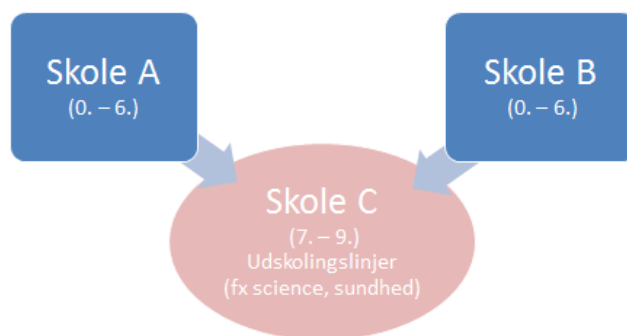 Skole A
(0. – 6.)
Skole B
(0. – 6.)
Skole C
(7. – 9.)
Udskolingslinjer
(fx science, sundhed)